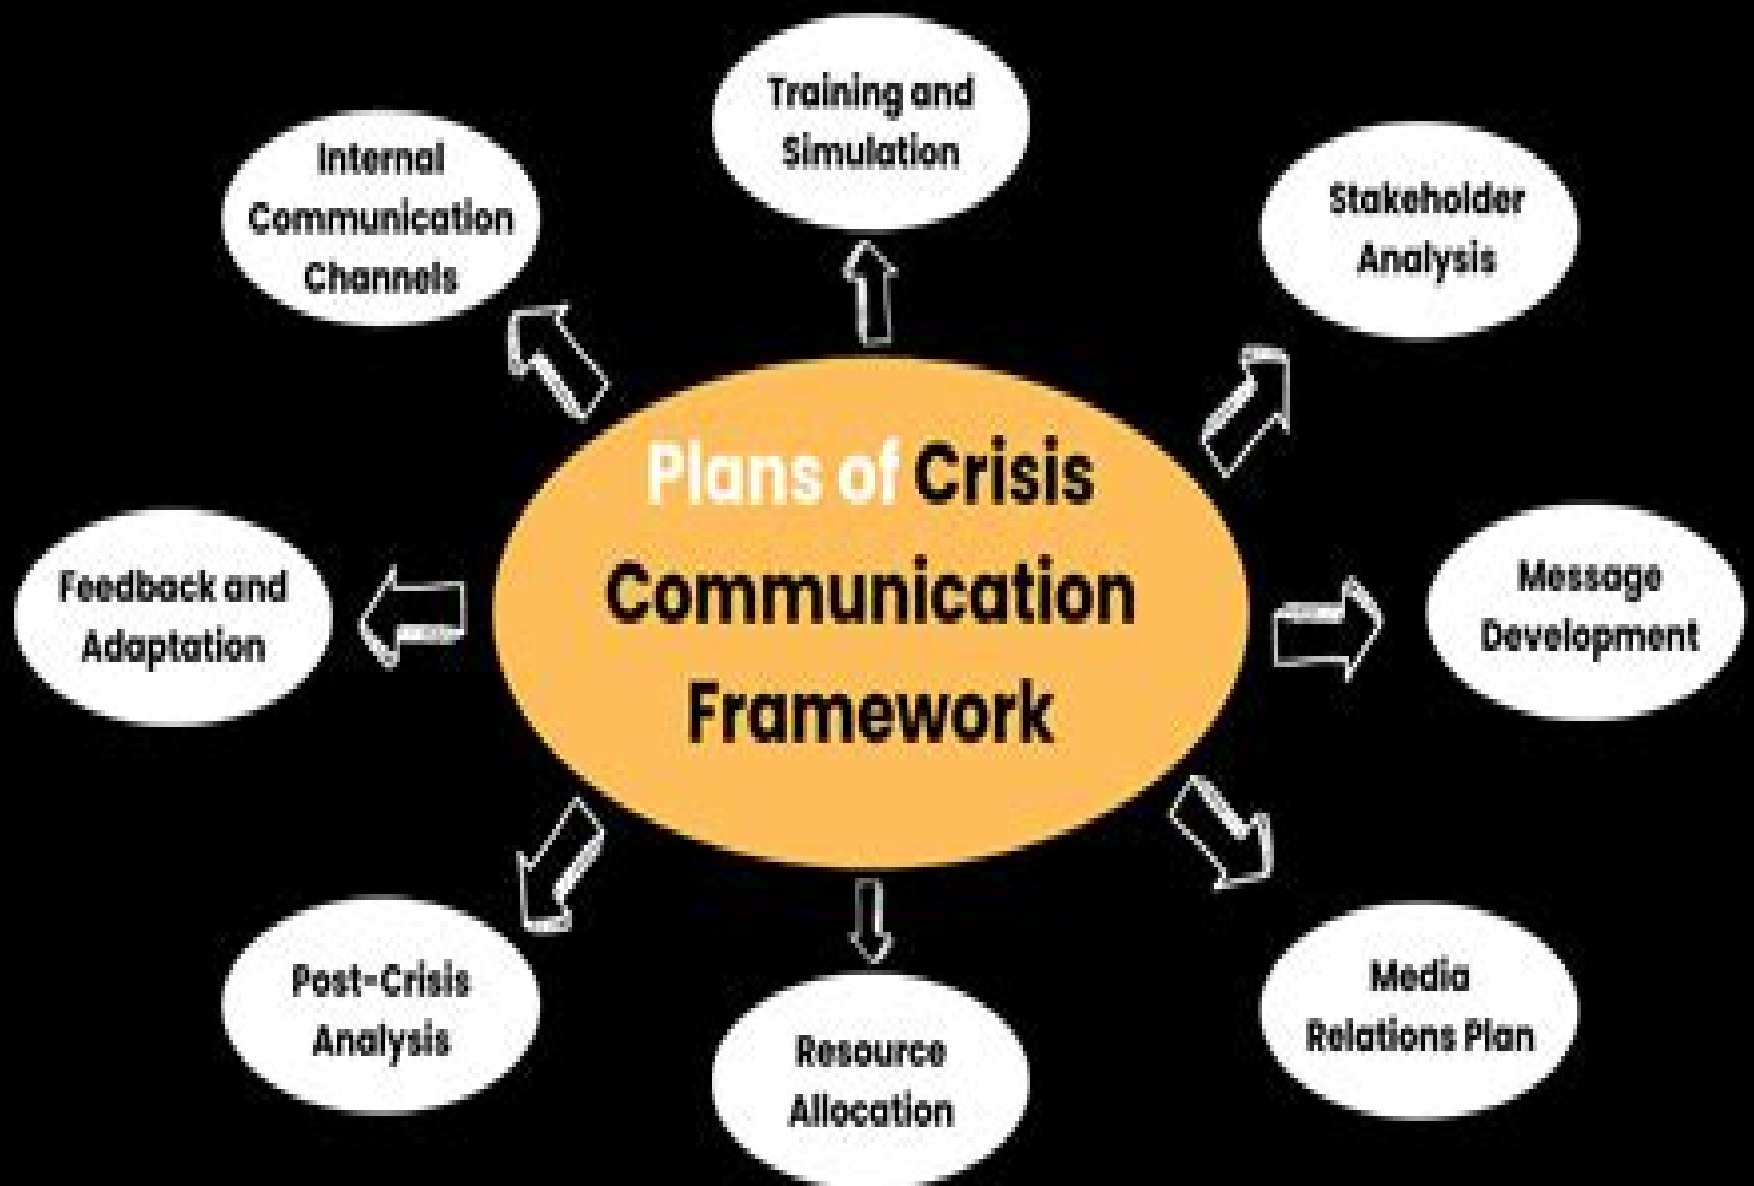 Training and
Simulation
Internal
Communication
Channels
Stakeholder
Analysis
Plans of Crisis
Communication
Framework
Feedback and
Adaptation
Message
Development
Post-Crisis
Analysis
Resource
Allocation
Media
Relations Plan